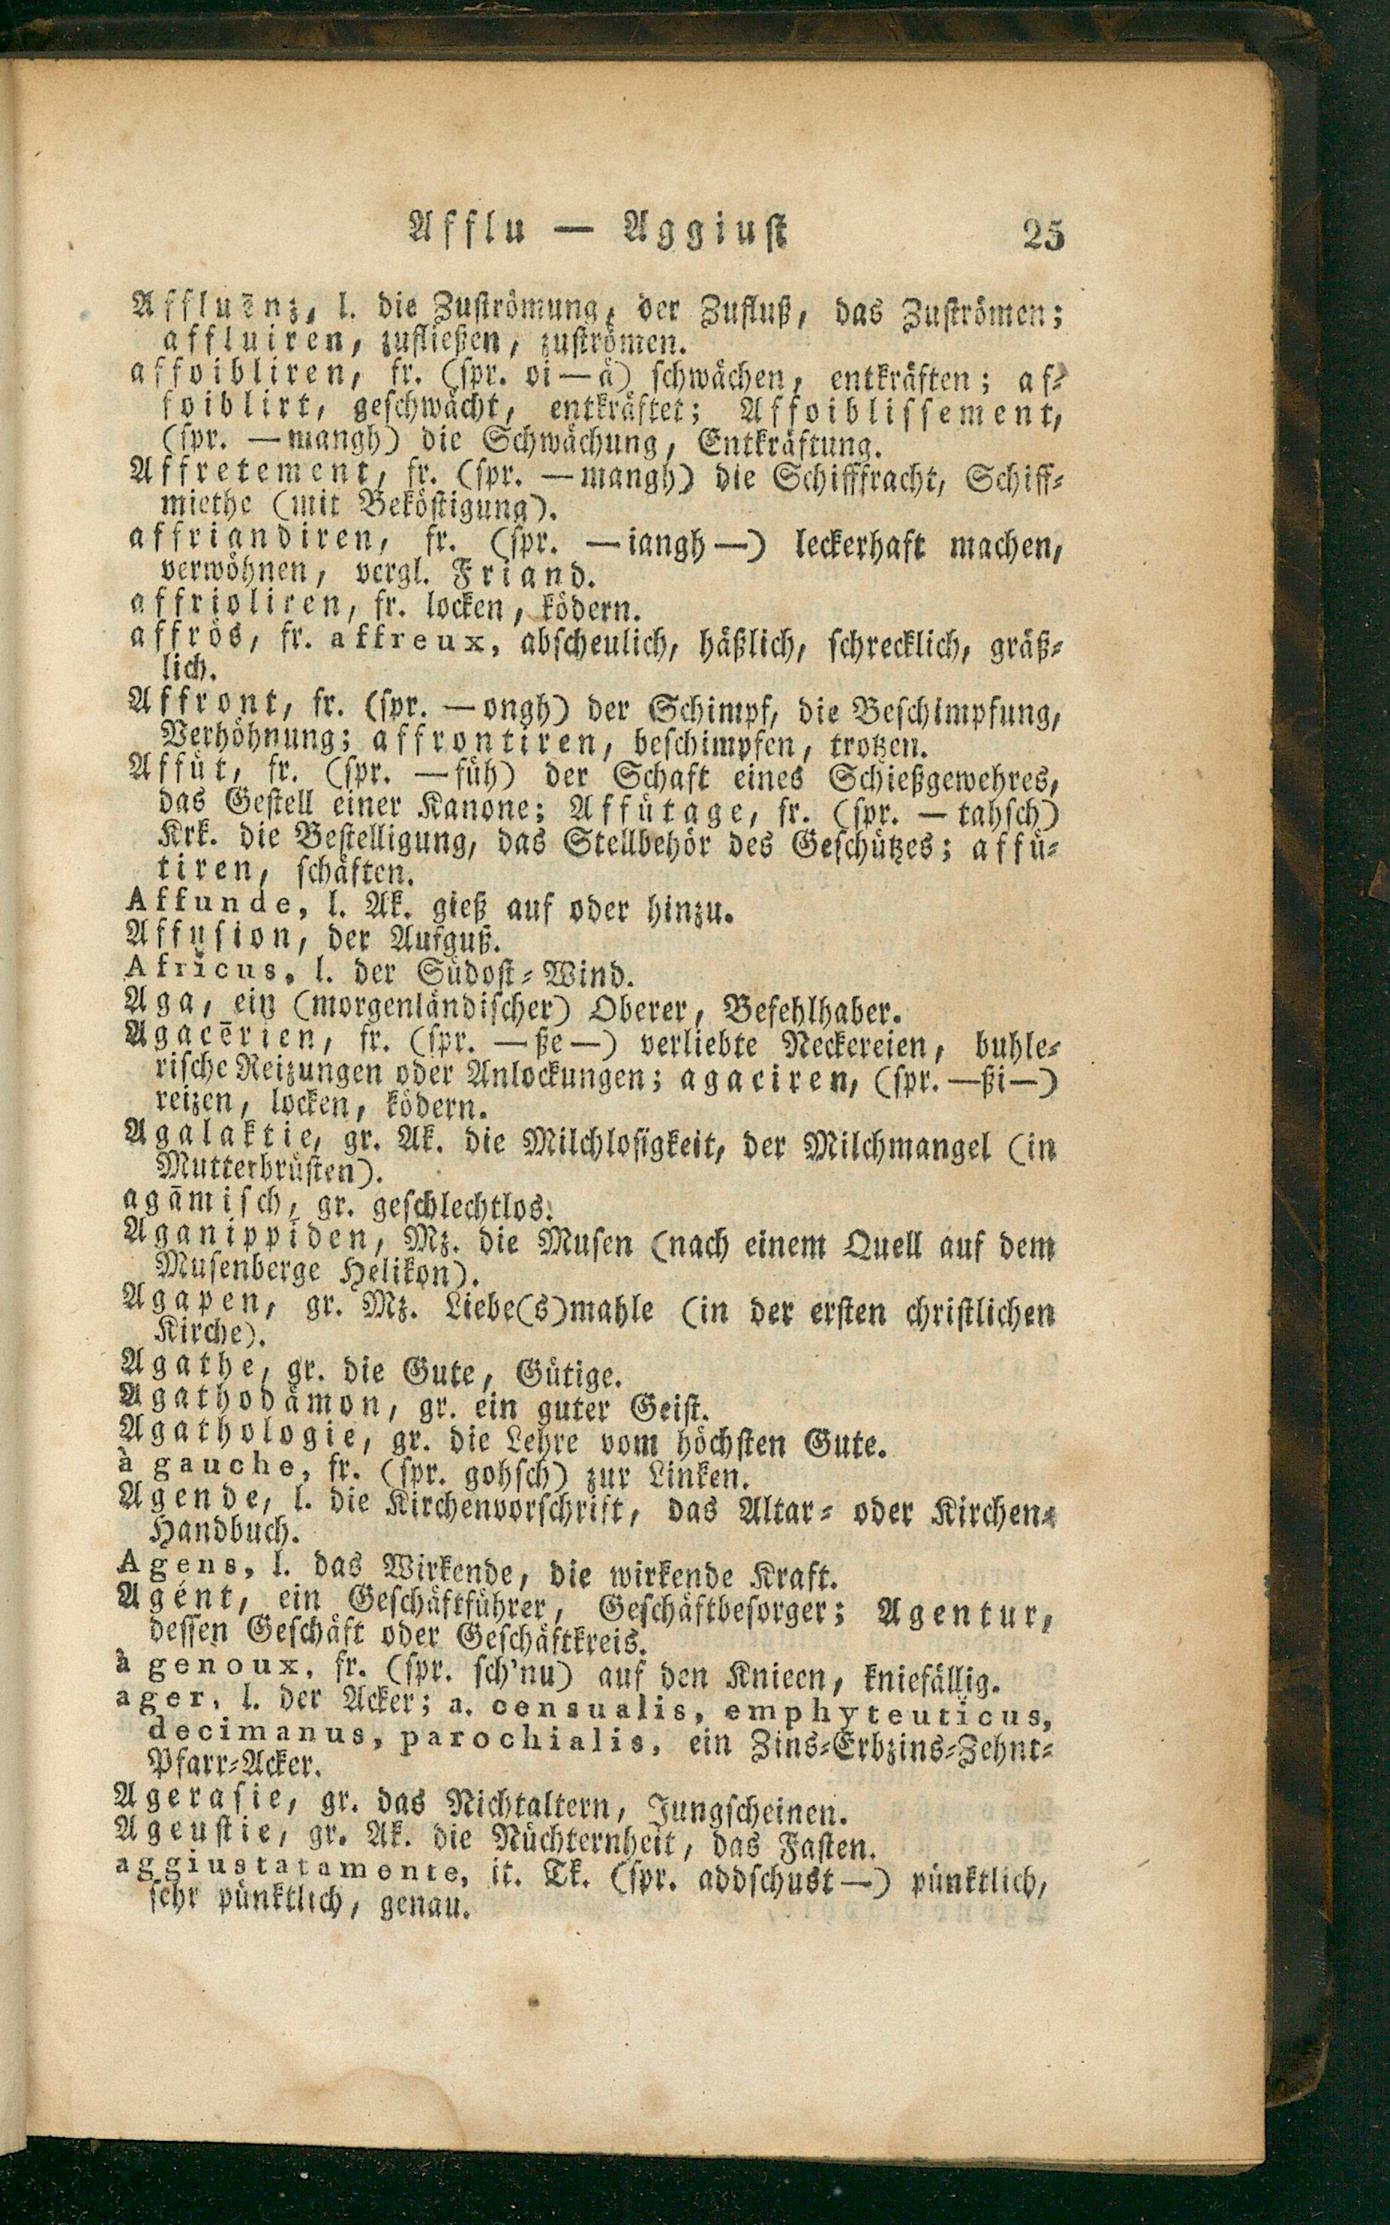 Afflu — Aggiust 25
Affluēnz, l. die Zuströmung, der Zufluß, das Zuströmen;
affluiren, zufließen, zuströmen.
affoibliren, fr. (spr. oi—ä) schwächen, entkräften; af-
foiblirt, geschwächt, entkräftet; Affoiblissement,
(spr. —mangh) die Schwächung, Entkräftung.
Affretement, fr. (spr. —mangh) die Schifffracht, Schiff-
miethe (mit Beköstigung).
affriandiren, fr. (spr. —iangh—) leckerhaft machen,
verwöhnen, vergl. Friand.
affrioliren, fr. locken, ködern.
affrös, fr. affreux, abscheulich, häßlich, schrecklich, gräß-
lich.
Affront, fr. (spr. —ongh) der Schimpf, die Beschimpfung,
Verhöhnung; affrontiren, beschimpfen, trotzen.
Affüt, fr. (spr. —füh) der Schaft eines Schießgewehres,
das Gestell einer Kanone; Affütage, fr. (spr. —tahsch)
Krk. die Bestelligung, das Stellbehör des Geschützes; affü-
tiren, schäften.
Affunde, l. Ak. gieß auf oder hinzu.
Affusion, der Aufguß.
Afrĭcus, l. der Südost-Wind.
Aga, ein (morgenländischer) Oberer, Befehlhaber.
Agacērien, fr. (spr. —ße—) verliebte Neckereien, buhle-
rische Reizungen oder Anlockungen; agaciren, (spr. —ßi—)
reizen, locken, ködern.
Agalaktie, gr. Ak. die Milchlosigkeit, der Milchmangel (in
Mutterbrüsten).
agāmisch, gr. geschlechtlos.
Aganippiden, Mz. die Musen (nach einem Quell auf dem
Musenberge Helikon).
Agapen, gr. Mz. Liebe(s)mahle (in der ersten christlichen
Kirche).
Agathe, gr. die Gute, Gütige.
Agathodämon, gr. ein guter Geist.
Agathologie, gr. die Lehre vom höchsten Gute.
à gauche, fr. (spr. gohsch) zur Linken.
Agende, l. die Kirchenvorschrift, das Altar- oder Kirchen-
Handbuch.
Agens, l. das Wirkende, die wirkende Kraft.
Agént, ein Geschäftführer, Geschäftbesorger; Agentur,
dessen Geschäft oder Geschäftkreis.
à genoux, fr. (spr. sch'nu) auf den Knieen, kniefällig.
ager, l. der Acker; a. censualis, emphyteutĭcus,
decimanus, parochialis, ein Zins-Erbzins-Zehnt-
Pfarr-Acker.
Agerasie, gr. das Nichtaltern, Jungscheinen.
Ageustie, gr. Ak. die Nüchternheit, das Fasten.
aggiustatamente, it. Tk. (spr. addschust—) pünktlich,
sehr pünktlich, genau.